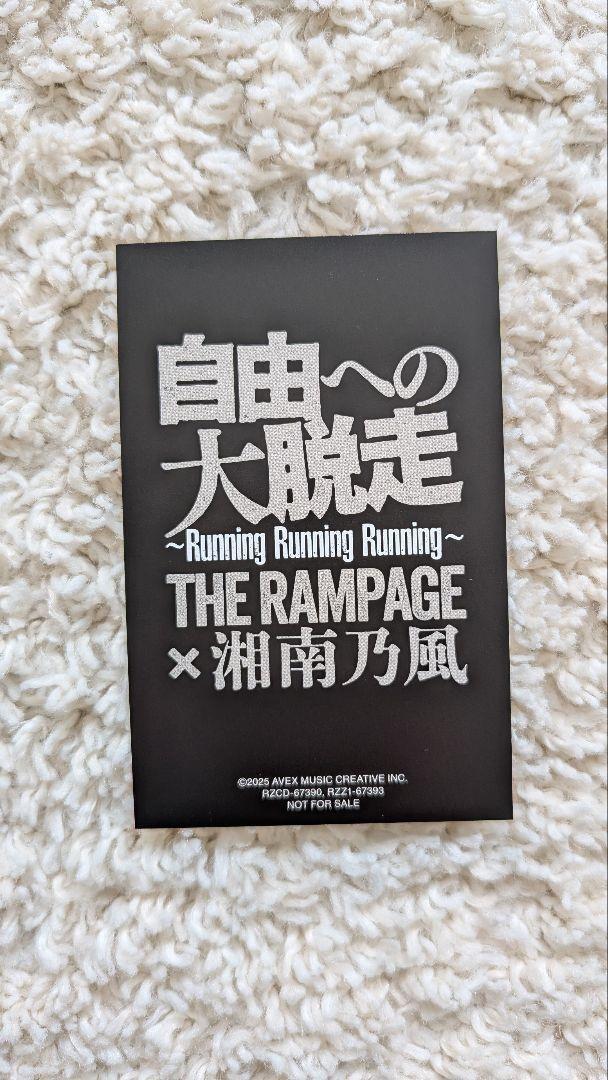 自由への
大脱走
~Running Running Running~
THE RAMPAGE
×湘南乃風
©2025 AVEX MUSIC CREATIVE INC.
RZCD-67390, RZZ1-67393
NOT FOR SALE